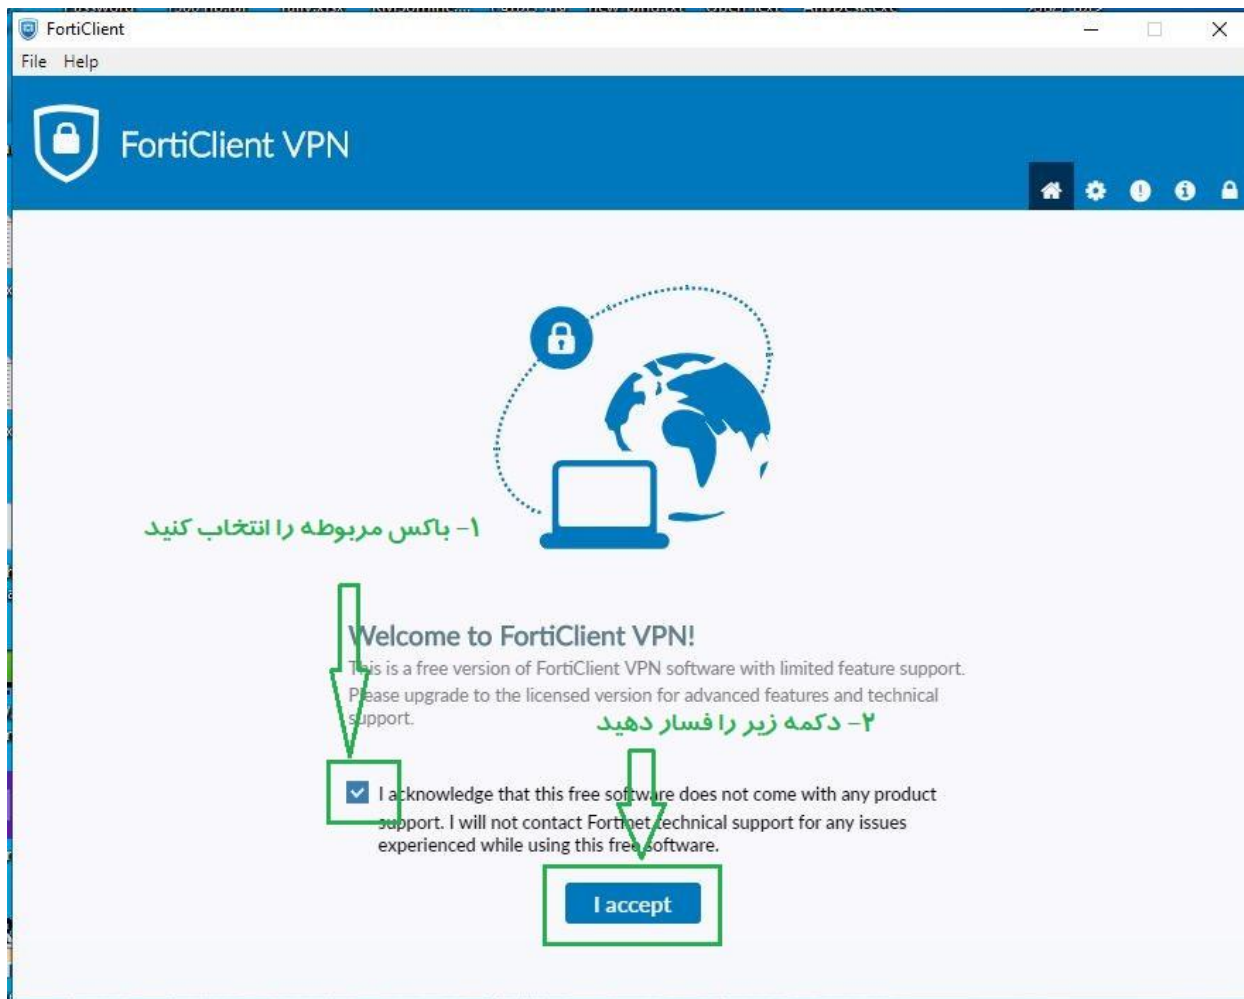 AnyDesk.exe
FortiClient
File Help
FortiClient VPN
۱- باکس مربوطه را انتخاب کنید
Welcome to FortiClient VPN!
This is a free version of FortiClient VPN software with limited feature support.
Please upgrade to the licensed version for advanced features and technical
support.
۲- دکمه زیر را فسار دهید
I acknowledge that this free software does not come with any product
support. I will not contact Fortinet technical support for any issues
experienced while using this free software.
I accept